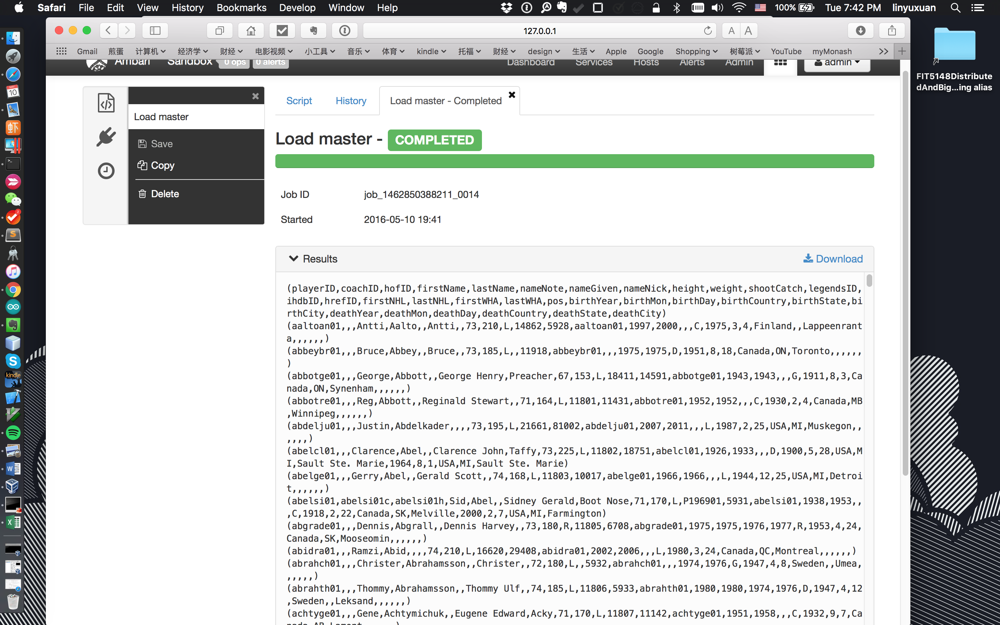 Safari File Edit View History Bookmarks Develop Window Help 100% Tue 7:42 PM linyuxuan
127.0.0.1 A A
Gmail 煎蛋 计算机 经济学 财经 电影视频 小工具 音乐 体育 kindle 托福 财经 design 生活 Apple Google Shopping 树莓派 YouTube myMonash >> +
Ambari Sandbox 0 ops 0 alerts Dashboard Services Hosts Alerts Admin admin
FIT5148Distribute
dAndBig...ing alias
Script History Load master - Completed
Load master
Save
Copy
Delete
Load master - COMPLETED
Job ID job_1462850388211_0014
Started 2016-05-10 19:41
Results Download
(playerID,coachID,hofID,firstName,lastName,nameNote,nameGiven,nameNick,height,weight,shootCatch,legendsID,
ihdbID,hrefID,firstNHL,lastNHL,firstWHA,lastWHA,pos,birthYear,birthMon,birthDay,birthCountry,birthState,bi
rthCity,deathYear,deathMon,deathDay,deathCountry,deathState,deathCity)
(aaltoan01,,,Antti,Aalto,,Antti,,73,210,L,14862,5928,aaltoan01,1997,2000,,,C,1975,3,4,Finland,,Lappeenrant
a,,,,,,)
(abbeybr01,,,Bruce,Abbey,,Bruce,,73,185,L,,11918,abbeybr01,,,1975,1975,D,1951,8,18,Canada,ON,Toronto,,,,,,
)
(abbotge01,,,George,Abbott,,George Henry,Preacher,67,153,L,18411,14591,abbotge01,1943,1943,,,G,1911,8,3,Ca
nada,ON,Synenham,,,,,,)
(abbotre01,,,Reg,Abbott,,Reginald Stewart,,71,164,L,11801,11431,abbotre01,1952,1952,,,C,1930,2,4,Canada,MB
,Winnipeg,,,,,,)
(abdelju01,,,Justin,Abdelkader,,,,73,195,L,21661,81002,abdelju01,2007,2011,,,L,1987,2,25,USA,MI,Muskegon,,
,,,,)
(abelcl01,,,Clarence,Abel,,Clarence John,Taffy,73,225,L,11802,18751,abelcl01,1926,1933,,,D,1900,5,28,USA,M
I,Sault Ste. Marie,1964,8,1,USA,MI,Sault Ste. Marie)
(abelge01,,,Gerry,Abel,,Gerald Scott,,74,168,L,11803,10017,abelge01,1966,1966,,,L,1944,12,25,USA,MI,Detroi
t,,,,,,)
(abelsi01,abelsi01c,abelsi01h,Sid,Abel,,Sidney Gerald,Boot Nose,71,170,L,P196901,5931,abelsi01,1938,1953,,
,C,1918,2,22,Canada,SK,Melville,2000,2,7,USA,MI,Farmington)
(abgrade01,,,Dennis,Abgrall,,Dennis Harvey,,73,180,R,11805,6708,abgrade01,1975,1975,1976,1977,R,1953,4,24,
Canada,SK,Mooseomin,,,,,,)
(abidra01,,,Ramzi,Abid,,,,74,210,L,16620,29408,abidra01,2002,2006,,,L,1980,3,24,Canada,QC,Montreal,,,,,,)
(abrahch01,,,Christer,Abrahamsson,,Christer,,72,180,L,,5932,abrahch01,,,1974,1976,G,1947,4,8,Sweden,,Umea,
,,,,,)
(abrahth01,,,Thommy,Abrahamsson,,Thommy Ulf,,74,185,L,11806,5933,abrahth01,1980,1980,1974,1976,D,1947,4,12
,Sweden,,Leksand,,,,,,)
(achtyge01,,,Gene,Achtymichuk,,Eugene Edward,Acky,71,170,L,11807,11142,achtyge01,1951,1958,,,C,1932,9,7,Ca
nada,AB,Lamont,,,,,,)
MAY
10
虾
2
S
kindle
W
X